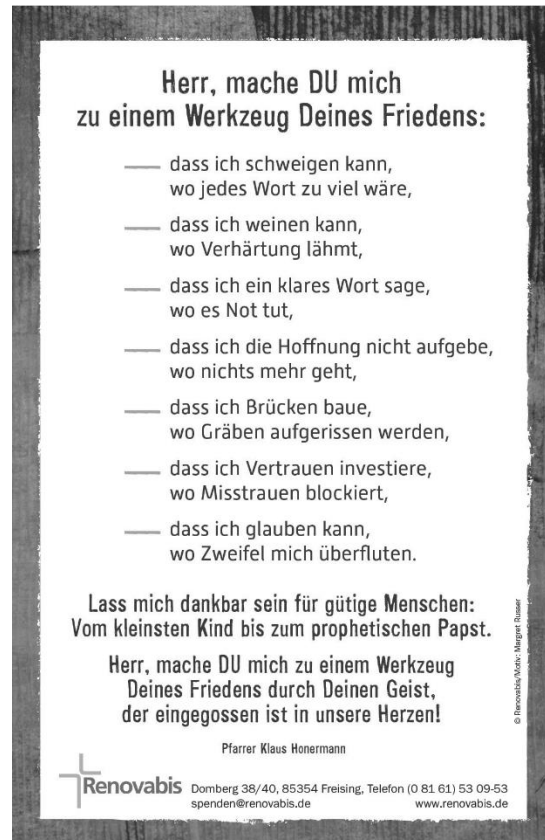 Herr, mache DU mich
zu einem Werkzeug Deines Friedens:
dass ich schweigen kann,
wo jedes Wort zu viel wäre,
dass ich weinen kann,
wo Verhärtung lähmt,
dass ich ein klares Wort sage,
wo es Not tut,
dass ich die Hoffnung nicht aufgebe,
wo nichts mehr geht,
dass ich Brücken baue,
wo Gräben aufgerissen werden,
dass ich Vertrauen investiere,
wo Misstrauen blockiert,
dass ich glauben kann,
wo Zweifel mich überfluten.
Lass mich dankbar sein für gütige Menschen:
Vom kleinsten Kind bis zum prophetischen Papst.
Herr, mache DU mich zu einem Werkzeug
Deines Friedens durch Deinen Geist,
der eingegossen ist in unsere Herzen!
Pfarrer Klaus Honermann
© Renovabis/Motiv: Margret Russer
Renovabis Domberg 38/40, 85354 Freising, Telefon (0 81 61) 53 09-53
spenden@renovabis.de www.renovabis.de